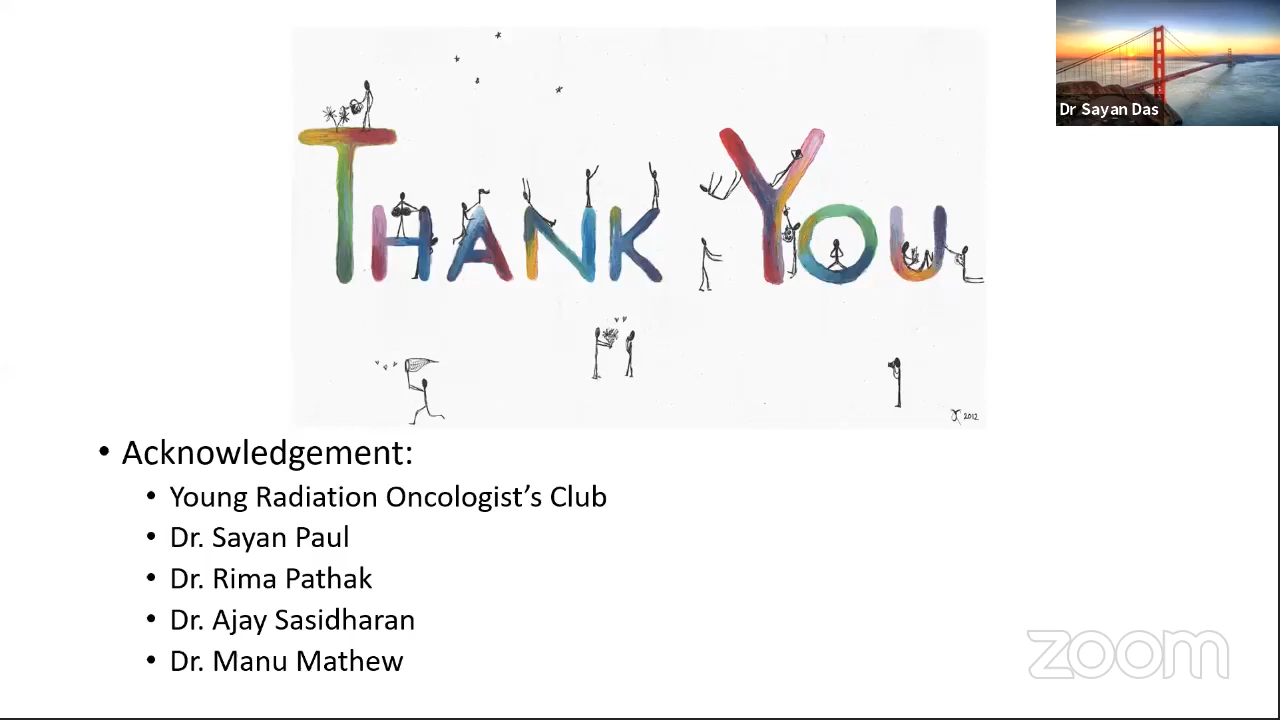 THANK YOU
2012
Dr Sayan Das
• Acknowledgement:
• Young Radiation Oncologist’s Club
• Dr. Sayan Paul
• Dr. Rima Pathak
• Dr. Ajay Sasidharan
• Dr. Manu Mathew
zoom